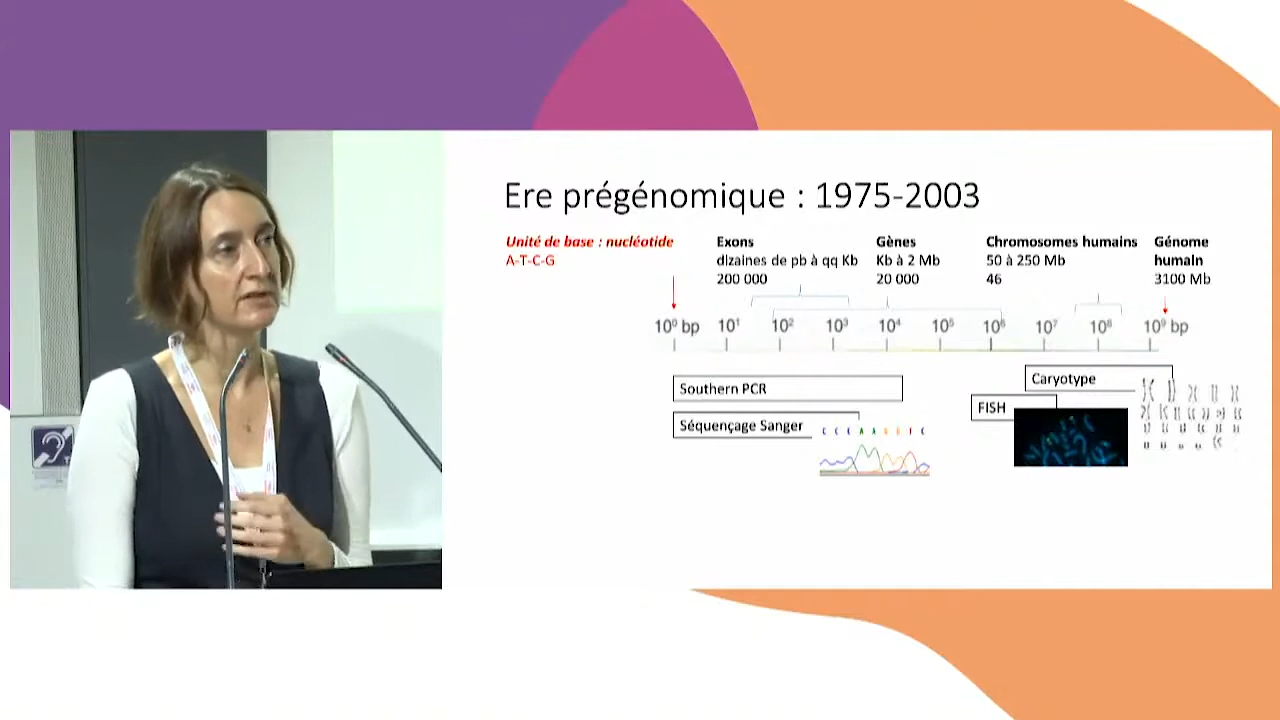 Ere prégénomique : 1975-2003
Unité de base : nucléotide
A-T-C-G
Exons
dizaines de pb à qq Kb
200 000
Gènes
Kb à 2 Mb
20 000
Chromosomes humains
50 à 250 Mb
46
Génome
humain
3100 Mb
10⁰ bp 10¹ 10² 10³ 10⁴ 10⁵ 10⁶ 10⁷ 10⁸ 10⁹ bp
Southern PCR
Séquençage Sanger
Caryotype
FISH